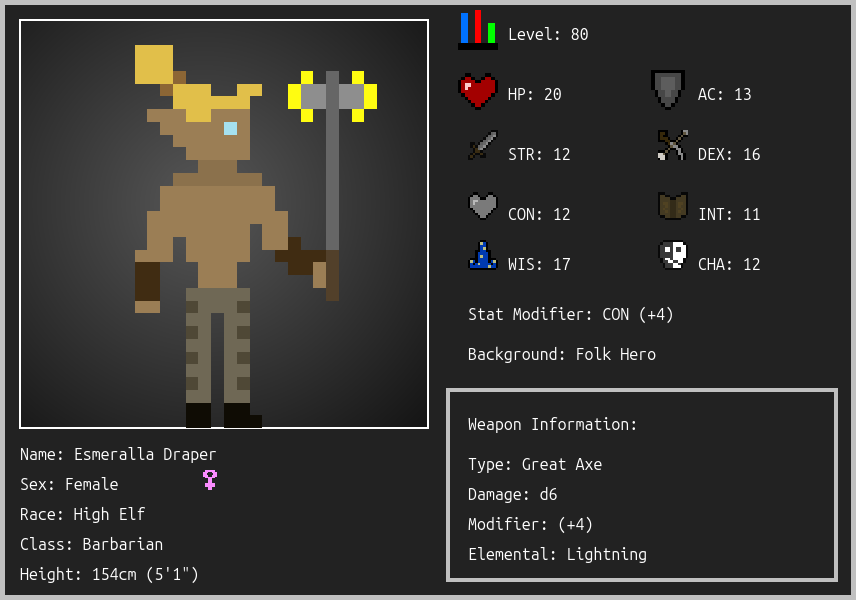 Level: 80
HP: 20
AC: 13
STR: 12
DEX: 16
CON: 12
INT: 11
WIS: 17
CHA: 12
Stat Modifier: CON (+4)
Background: Folk Hero
Weapon Information:
Type: Great Axe
Damage: d6
Modifier: (+4)
Elemental: Lightning
Name: Esmeralla Draper
Sex: Female
Race: High Elf
Class: Barbarian
Height: 154cm (5'1")